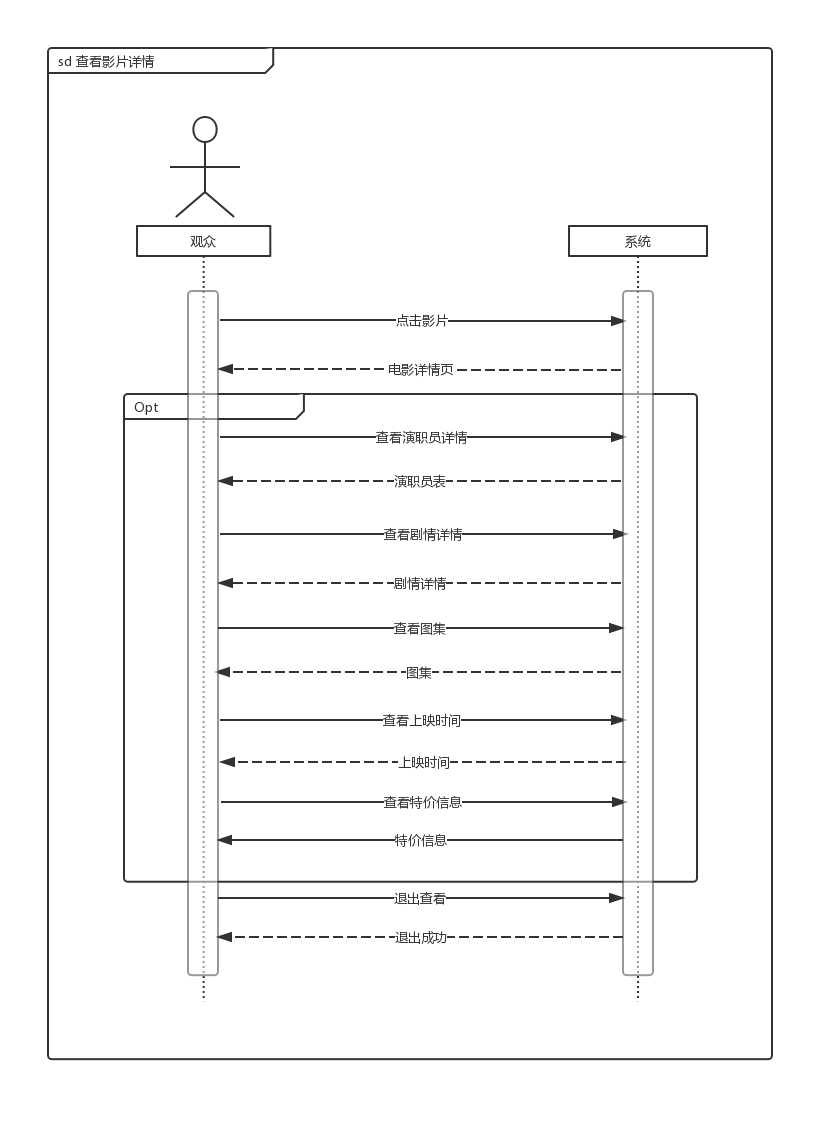 sd 查看影片详情
观众
系统
点击影片
电影详情页
Opt
查看演职员详情
演职员表
查看剧情详情
剧情详情
查看图集
图集
查看上映时间
上映时间
查看特价信息
特价信息
退出查看
退出成功